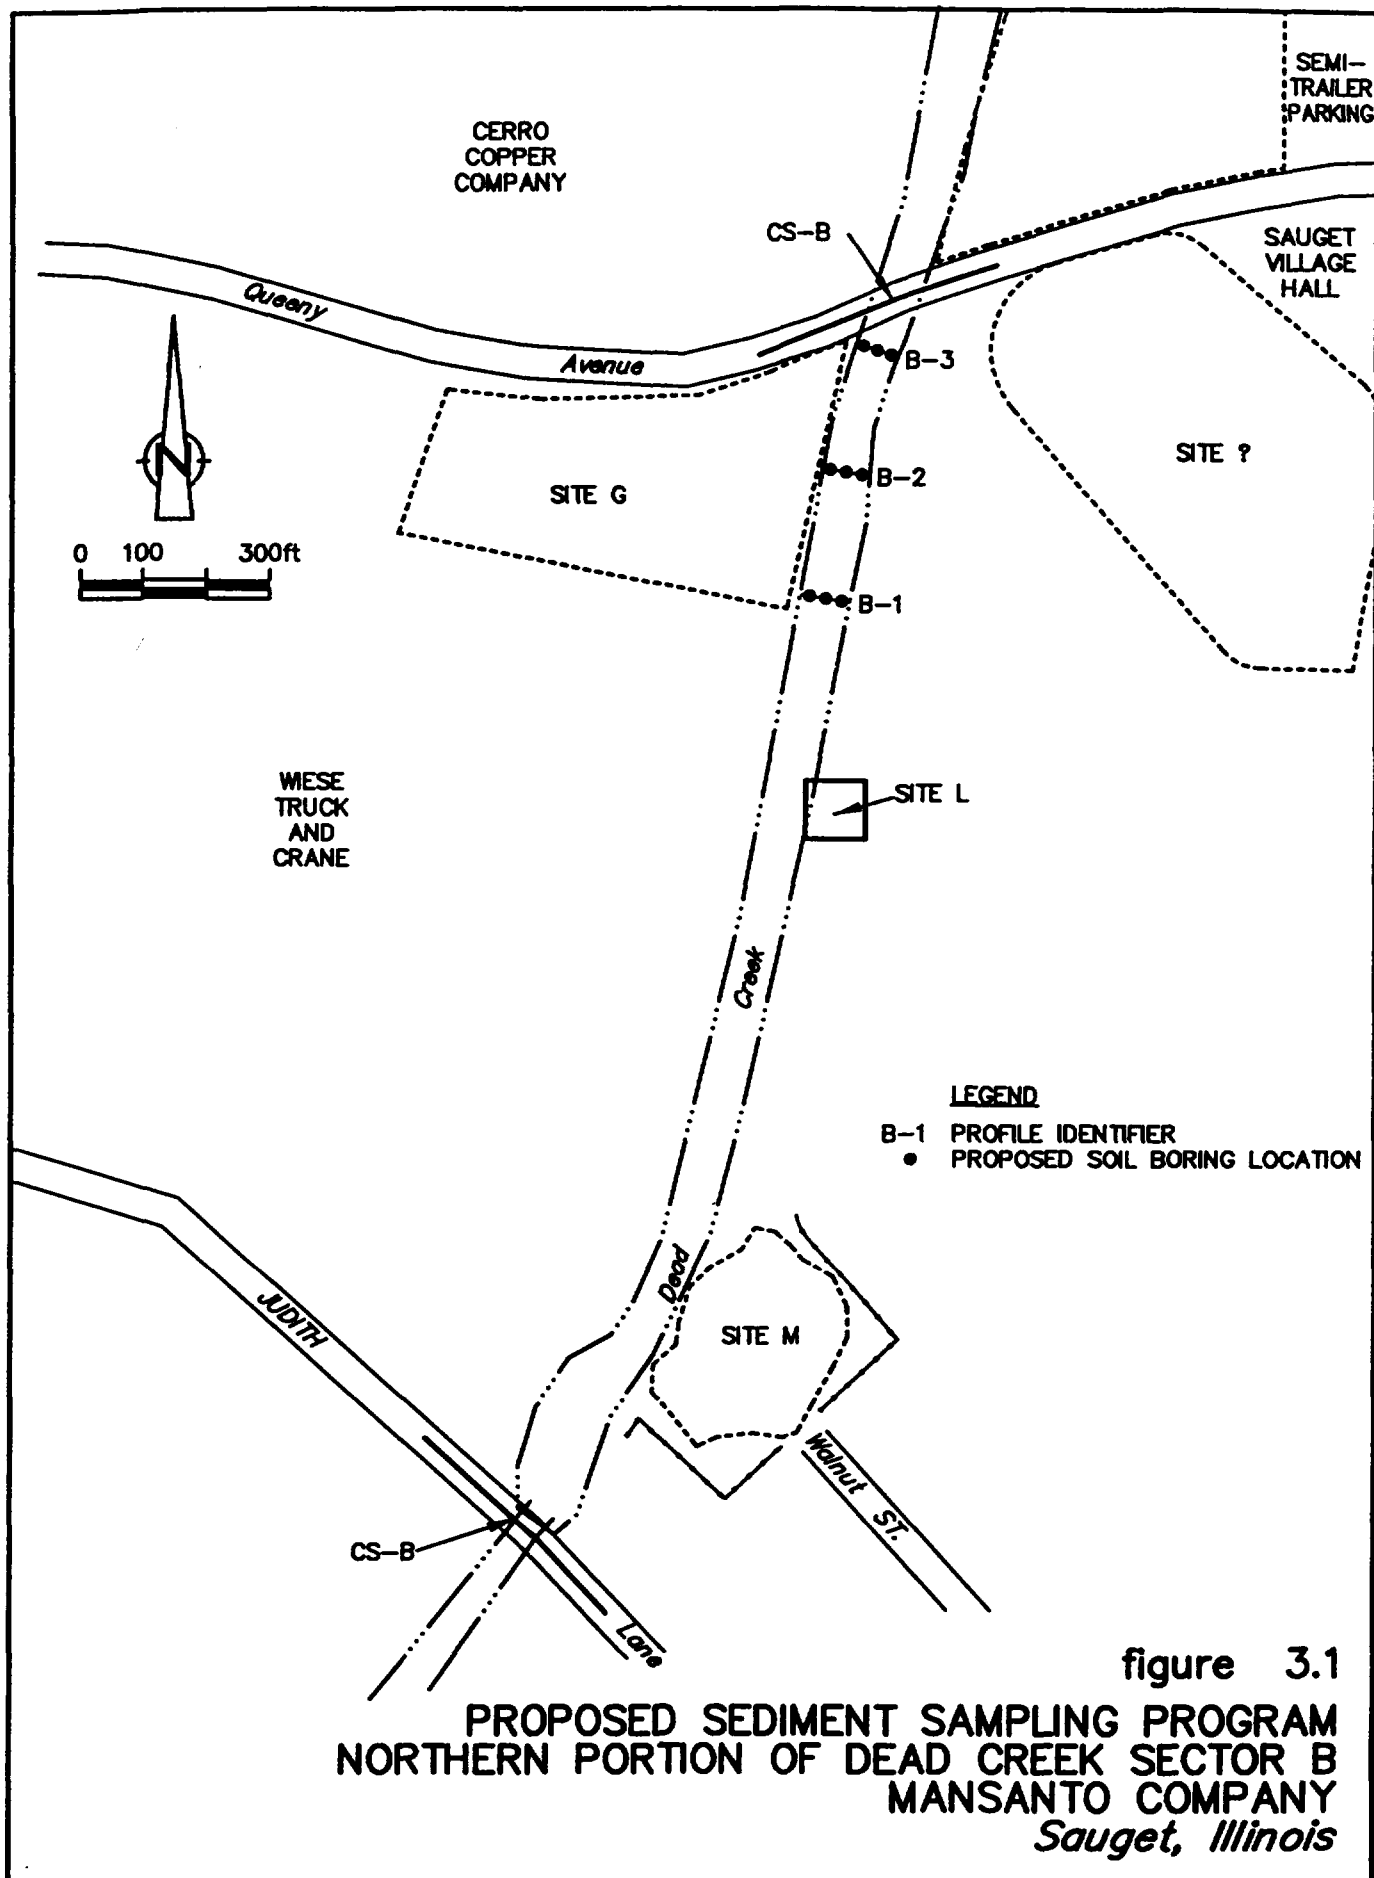 SEMI-
TRAILER
PARKING
CERRO
COPPER
COMPANY
CS-B
SAUGET
VILLAGE
HALL
Queeny
Avenue
B-3
SITE ?
B-2
SITE G
N
0 100 300ft
B-1
WIESE
TRUCK
AND
CRANE
SITE L
Creek
LEGEND
B-1 PROFILE IDENTIFIER
● PROPOSED SOIL BORING LOCATION
Dead
JUDITH
SITE M
Walnut ST.
CS-B
Lane
figure 3.1
PROPOSED SEDIMENT SAMPLING PROGRAM
NORTHERN PORTION OF DEAD CREEK SECTOR B
MANSANTO COMPANY
Sauget, Illinois